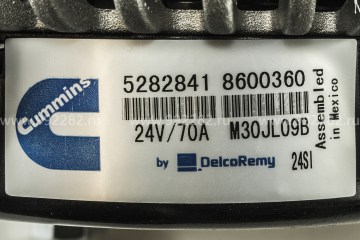 Cummins
5282841 8600360
24V/70A M30JL09B
by DelcoRemy 24SI
Assembled
in Mexico